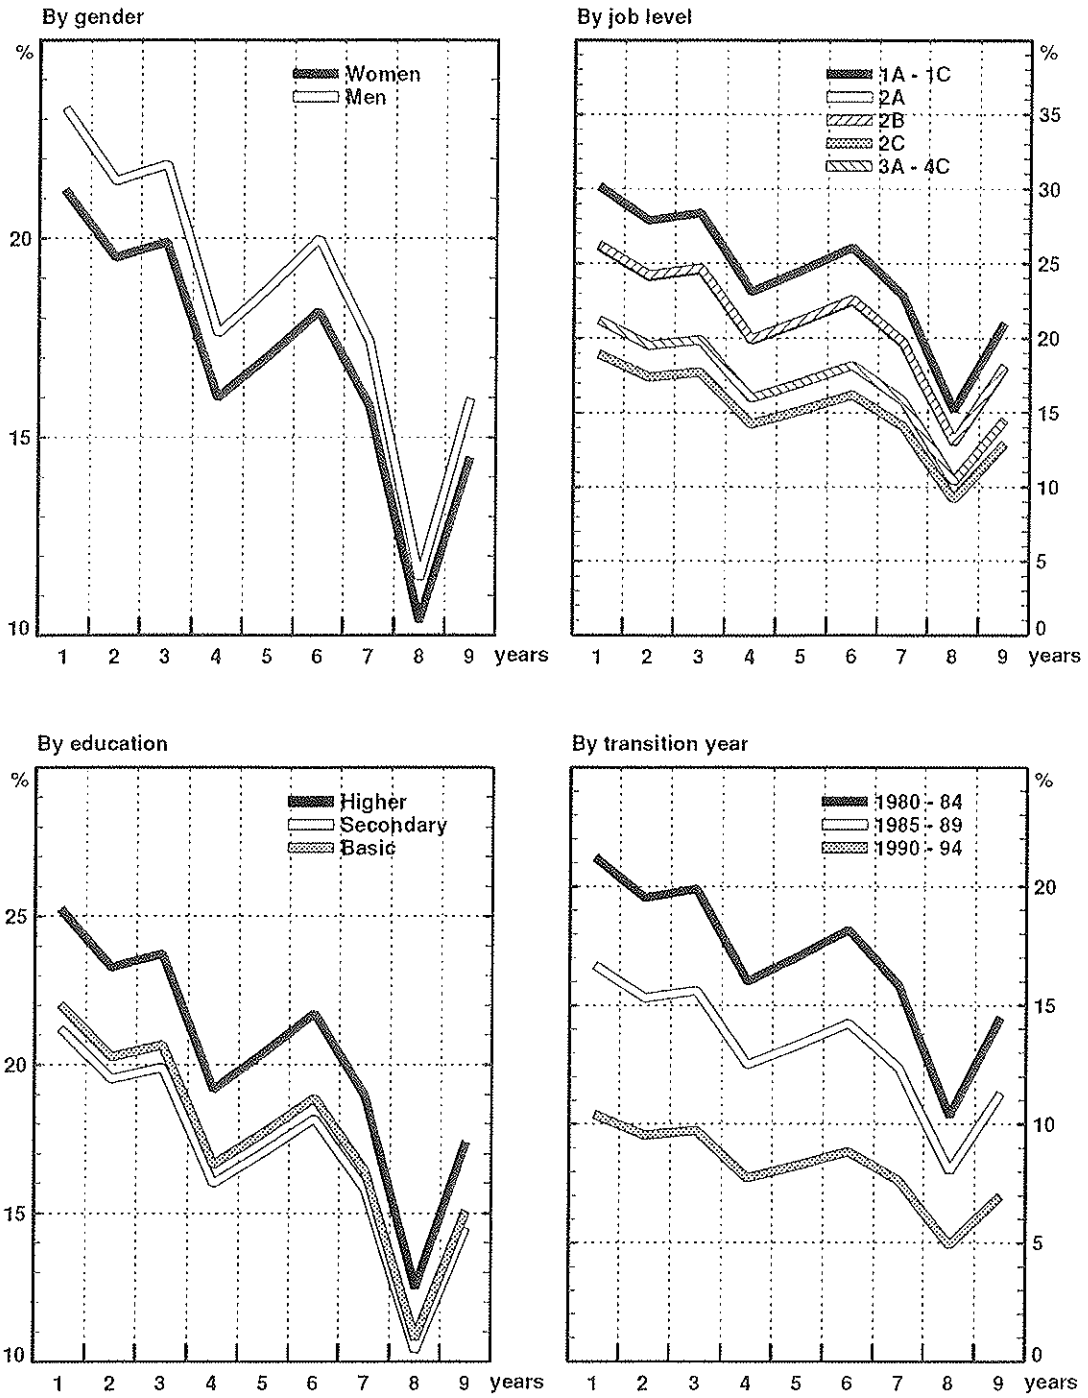 By gender
%
Women
Men
20
15
10
1 2 3 4 5 6 7 8 9 years
By job level
%
1A - 1C
2A
2B
2C
3A - 4C
35
30
25
20
15
10
5
0
1 2 3 4 5 6 7 8 9 years
By education
%
Higher
Secondary
Basic
25
20
15
10
1 2 3 4 5 6 7 8 9 years
By transition year
%
1980 - 84
1985 - 89
1990 - 94
20
15
10
5
0
1 2 3 4 5 6 7 8 9 years